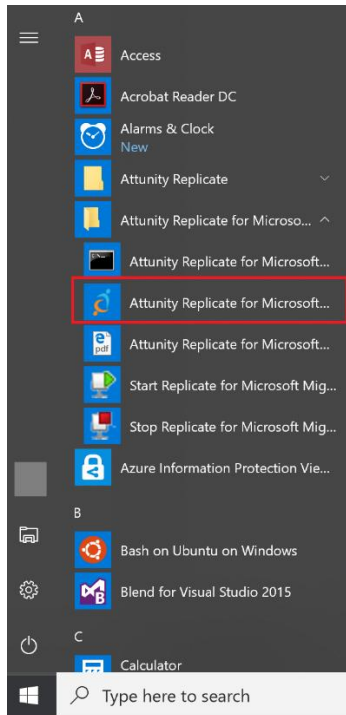 A
Access
Acrobat Reader DC
Alarms & Clock
New
Attunity Replicate
Attunity Replicate for Microso...
Attunity Replicate for Microsoft...
Attunity Replicate for Microsoft...
pdf
Attunity Replicate for Microsoft...
Start Replicate for Microsoft Mig...
Stop Replicate for Microsoft Mig...
Azure Information Protection Vie...
B
Bash on Ubuntu on Windows
Blend for Visual Studio 2015
C
Calculator
Type here to search